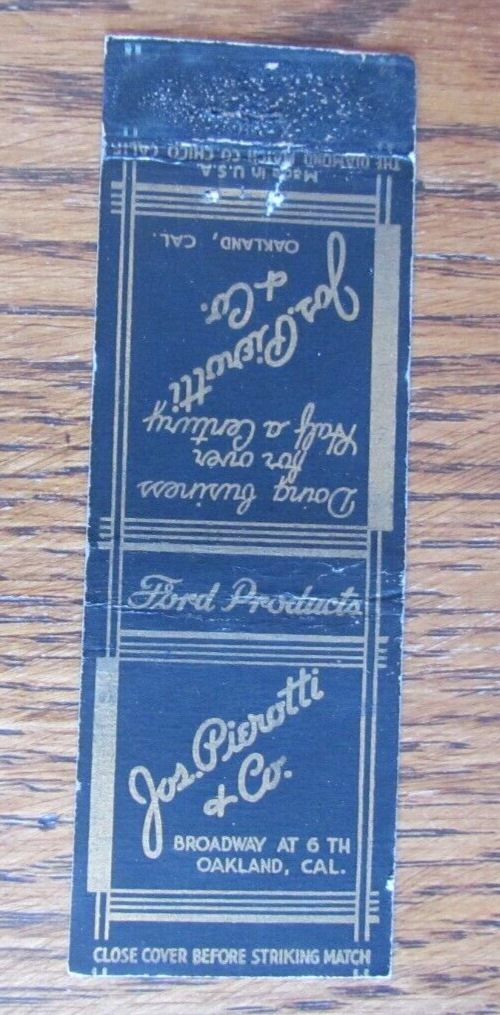 THE DIAMOND MATCH CO. CHICO, CALIF.
Made in U.S.A.
Doing business
for over
Half a Century
Jos. Pierotti
& Co.
OAKLAND, CAL.
Ford Products
Jos. Pierotti
& Co.
BROADWAY AT 6 TH
OAKLAND, CAL.
CLOSE COVER BEFORE STRIKING MATCH